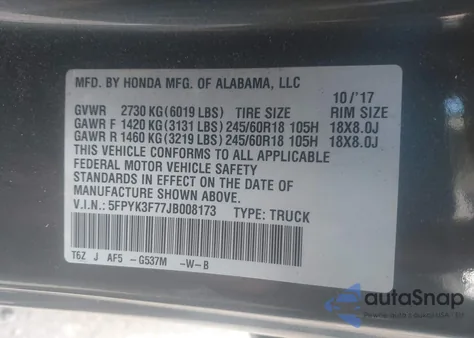 MFD. BY HONDA MFG. OF ALABAMA, LLC
10/'17
GVWR 2730 KG(6019 LBS) TIRE SIZE RIM SIZE
GAWR F 1420 KG(3131 LBS) 245/60R18 105H 18X8.0J
GAWR R 1460 KG(3219 LBS) 245/60R18 105H 18X8.0J
THIS VEHICLE CONFORMS TO ALL APPLICABLE
FEDERAL MOTOR VEHICLE SAFETY
STANDARDS IN EFFECT ON THE DATE OF
MANUFACTURE SHOWN ABOVE.
V.I.N.: 5FPYK3F77JB008173 TYPE: TRUCK
T6Z J AF5 -G537M -W-B
autoSnap